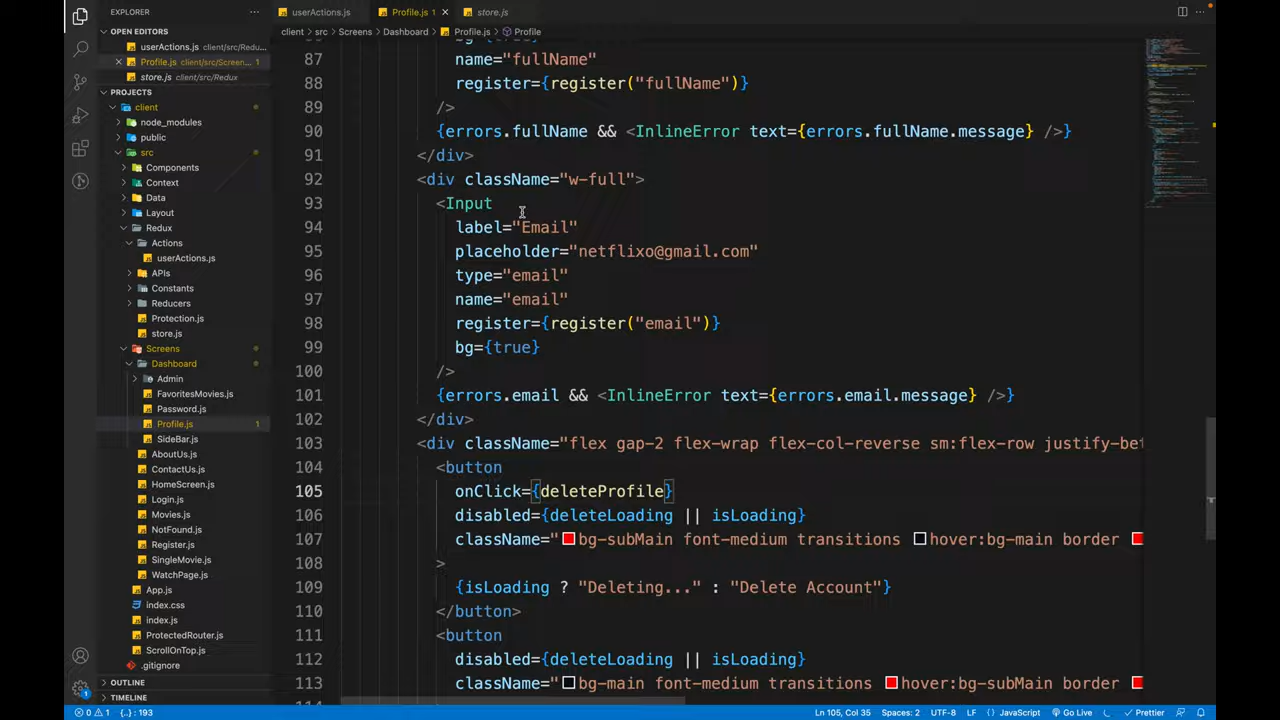 EXPLORER
userActions.js
Profile.js 1
store.js
OPEN EDITORS
client > src > Screens > Dashboard > Profile.js > Profile
userActions.js client/src/Redu...
Profile.js client/src/Screen... 1
store.js client/src/Redux
PROJECTS
client
node_modules
public
src
Components
Context
Data
Layout
Redux
Actions
userActions.js
APIs
Constants
Reducers
Protection.js
store.js
Screens
Dashboard
Admin
FavoritesMovies.js
Password.js
Profile.js 1
SideBar.js
AboutUs.js
ContactUs.js
HomeScreen.js
Login.js
Movies.js
NotFound.js
Register.js
SingleMovie.js
WatchPage.js
App.js
index.css
index.js
ProtectedRouter.js
ScrollOnTop.js
.gitignore
OUTLINE
TIMELINE
87 name="fullName"
88 register={register("fullName")}
89 />
90 {errors.fullName && <InlineError text={errors.fullName.message} />}
91 </div>
92 <div className="w-full">
93 <Input
94 label="Email"
95 placeholder="netflixo@gmail.com"
96 type="email"
97 name="email"
98 register={register("email")}
99 bg={true}
100 />
101 {errors.email && <InlineError text={errors.email.message} />}
102 </div>
103 <div className="flex gap-2 flex-wrap flex-col-reverse sm:flex-row justify-bet
104 <button
105 onClick={deleteProfile}
106 disabled={deleteLoading || isLoading}
107 className="bg-subMain font-medium transitions hover:bg-main border
108 >
109 {isLoading ? "Deleting..." : "Delete Account"}
110 </button>
111 <button
112 disabled={deleteLoading || isLoading}
113 className="bg-main font-medium transitions hover:bg-subMain border
0 1 {..} : 193
Ln 105, Col 35 Spaces: 2 UTF-8 LF {} JavaScript Go Live Prettier